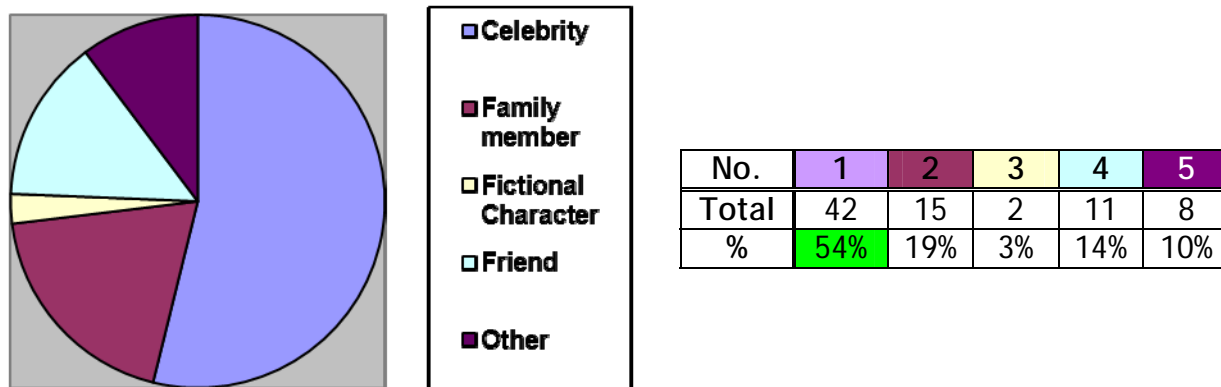 Celebrity
Family
member
Fictional
Character
Friend
Other
No. 1 2 3 4 5
Total 42 15 2 11 8
% 54% 19% 3% 14% 10%